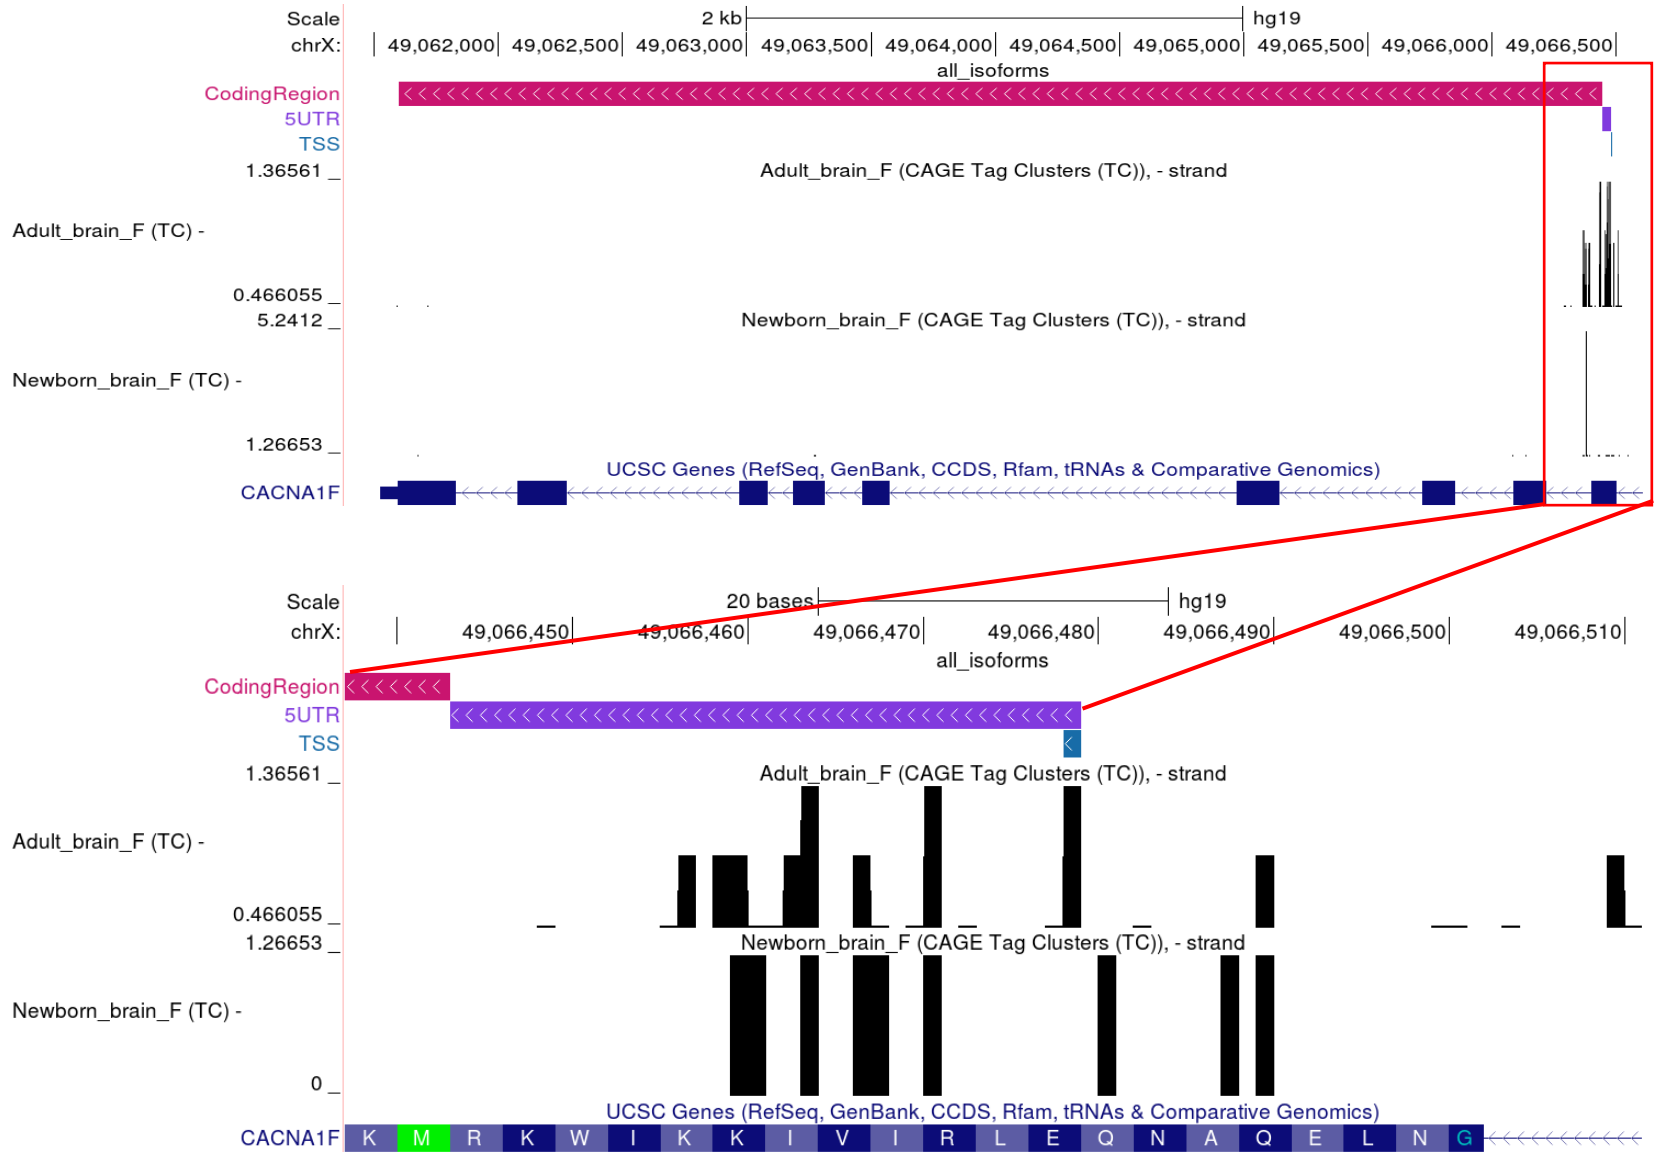 Scale 2 kb hg19
chrX: 49,062,000 49,062,500 49,063,000 49,063,500 49,064,000 49,064,500 49,065,000 49,065,500 49,066,000 49,066,500
all_isoforms
CodingRegion
5UTR
TSS
1.36561 _ Adult_brain_F (CAGE Tag Clusters (TC)), - strand
Adult_brain_F (TC) -
0.466055 _
5.2412 _ Newborn_brain_F (CAGE Tag Clusters (TC)), - strand
Newborn_brain_F (TC) -
1.26653 _
UCSC Genes (RefSeq, GenBank, CCDS, Rfam, tRNAs & Comparative Genomics)
CACNA1F
Scale 20 bases hg19
chrX: 49,066,450 49,066,460 49,066,470 49,066,480 49,066,490 49,066,500 49,066,510
all_isoforms
CodingRegion
5UTR
TSS
1.36561 _ Adult_brain_F (CAGE Tag Clusters (TC)), - strand
Adult_brain_F (TC) -
0.466055 _
1.26653 _ Newborn_brain_F (CAGE Tag Clusters (TC)), - strand
Newborn_brain_F (TC) -
0 _
UCSC Genes (RefSeq, GenBank, CCDS, Rfam, tRNAs & Comparative Genomics)
CACNA1F K M R K W I K K I V I R L E Q N A Q E L N G